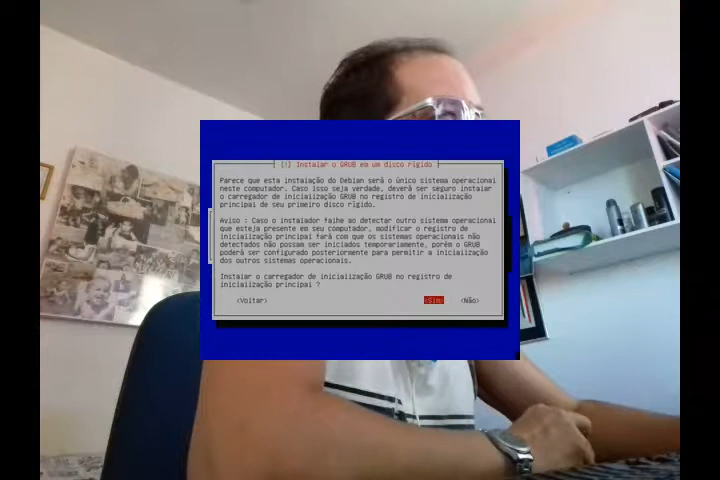 [!] Instalar o GRUB em um disco rígido
Parece que esta instalação do Debian será o único sistema operacional
neste computador. Caso isso seja verdade, deverá ser seguro instalar
o carregador de inicialização GRUB no registro de inicialização
principal de seu primeiro disco rígido.
Aviso : Caso o instalador falhe ao detectar outro sistema operacional
que esteja presente em seu computador, modificar o registro de
inicialização principal fará com que os sistemas operacionais não
detectados não possam ser iniciados temporariamente, porém o GRUB
poderá ser configurado posteriormente para permitir a inicialização
dos outros sistemas operacionais.
Instalar o carregador de inicialização GRUB no registro de
inicialização principal ?
<Voltar> <Sim> <Não>